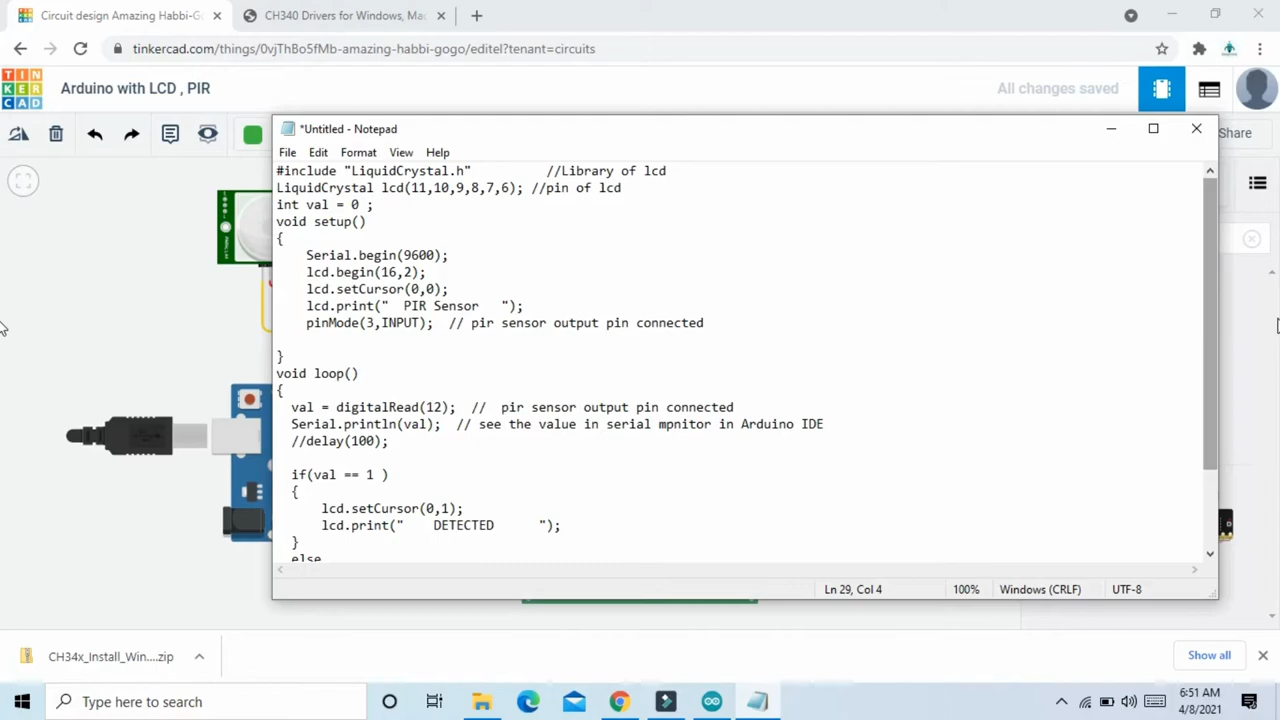 Circuit design Amazing Habbi-Go
CH340 Drivers for Windows, Mac
tinkercad.com/things/0vjThBo5fMb-amazing-habbi-gogo/editel?tenant=circuits
TIN
KER
CAD
Arduino with LCD , PIR
All changes saved
Share
*Untitled - Notepad
File Edit Format View Help
#include "LiquidCrystal.h" //Library of lcd
LiquidCrystal lcd(11,10,9,8,7,6); //pin of lcd
int val = 0 ;
void setup()
{
Serial.begin(9600);
lcd.begin(16,2);
lcd.setCursor(0,0);
lcd.print("  PIR Sensor   ");
pinMode(3,INPUT);  // pir sensor output pin connected
}
void loop()
{
val = digitalRead(12);  //  pir sensor output pin connected
Serial.println(val);  // see the value in serial mpnitor in Arduino IDE
//delay(100);
if(val == 1 )
{
lcd.setCursor(0,1);
lcd.print("    DETECTED      ");
}
else
Ln 29, Col 4
100%
Windows (CRLF)
UTF-8
CH34x_Install_Win....zip
Show all
Type here to search
6:51 AM
4/8/2021